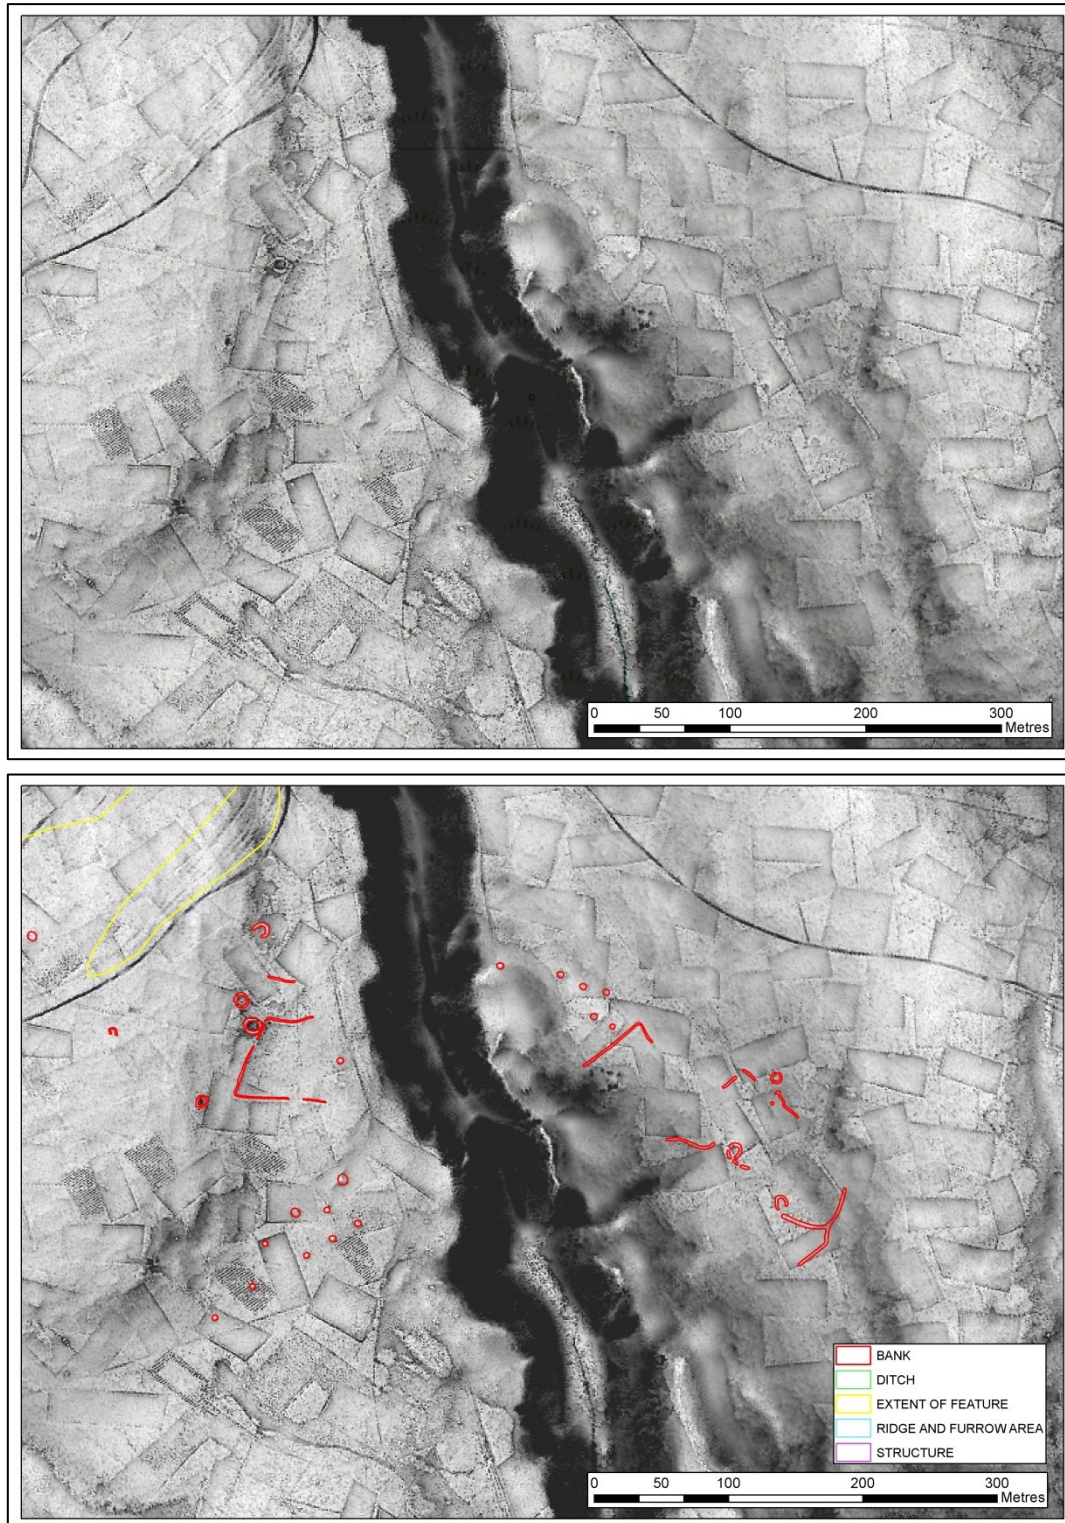 0 50 100 200 300
Metres
BANK
DITCH
EXTENT OF FEATURE
RIDGE AND FURROW AREA
STRUCTURE
0 50 100 200 300
Metres